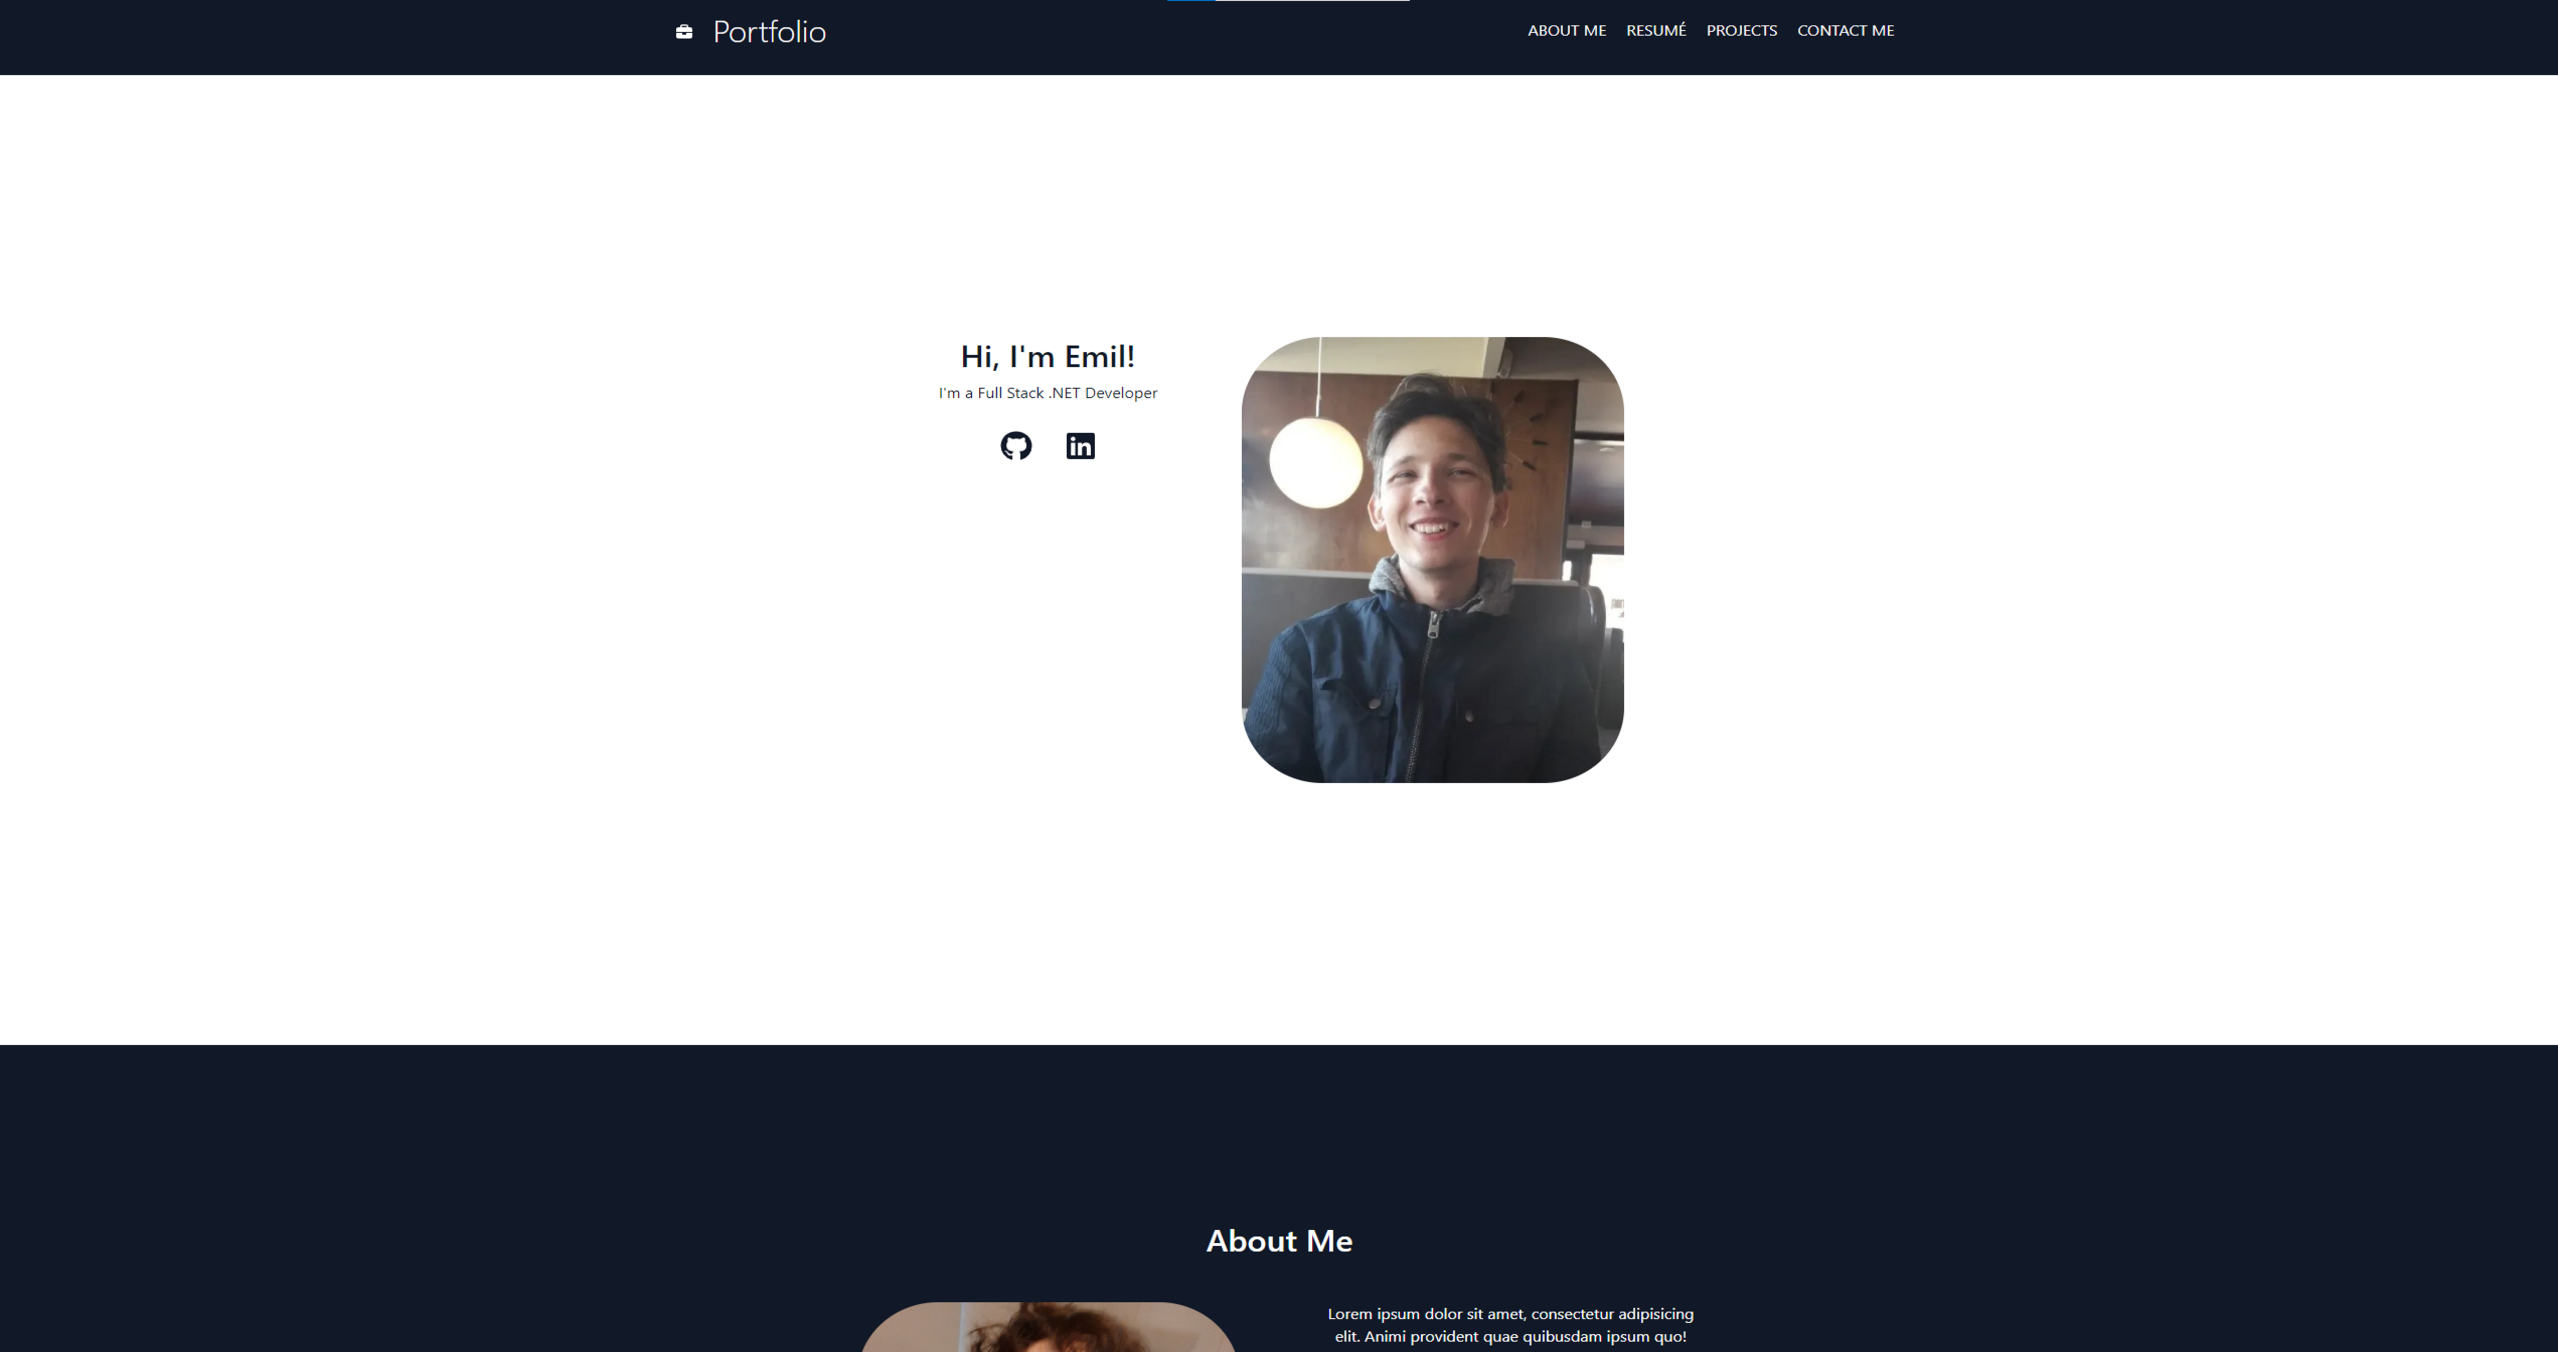 Portfolio
ABOUT ME RESUMÉ PROJECTS CONTACT ME
Hi, I'm Emil!
I'm a Full Stack .NET Developer
in
About Me
Lorem ipsum dolor sit amet, consectetur adipisicing
elit. Animi provident quae quibusdam ipsum quo!